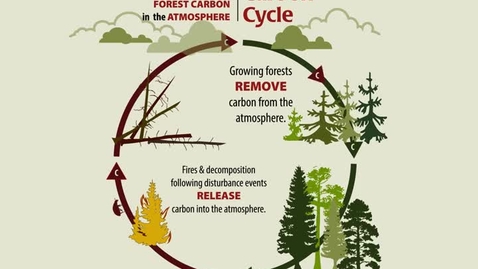 FOREST CARBON
in the ATMOSPHERE
Cycle
C
C
Growing forests
REMOVE
carbon from the
atmosphere.
C
C
Fires & decomposition
following disturbance events
RELEASE
carbon into the atmosphere.